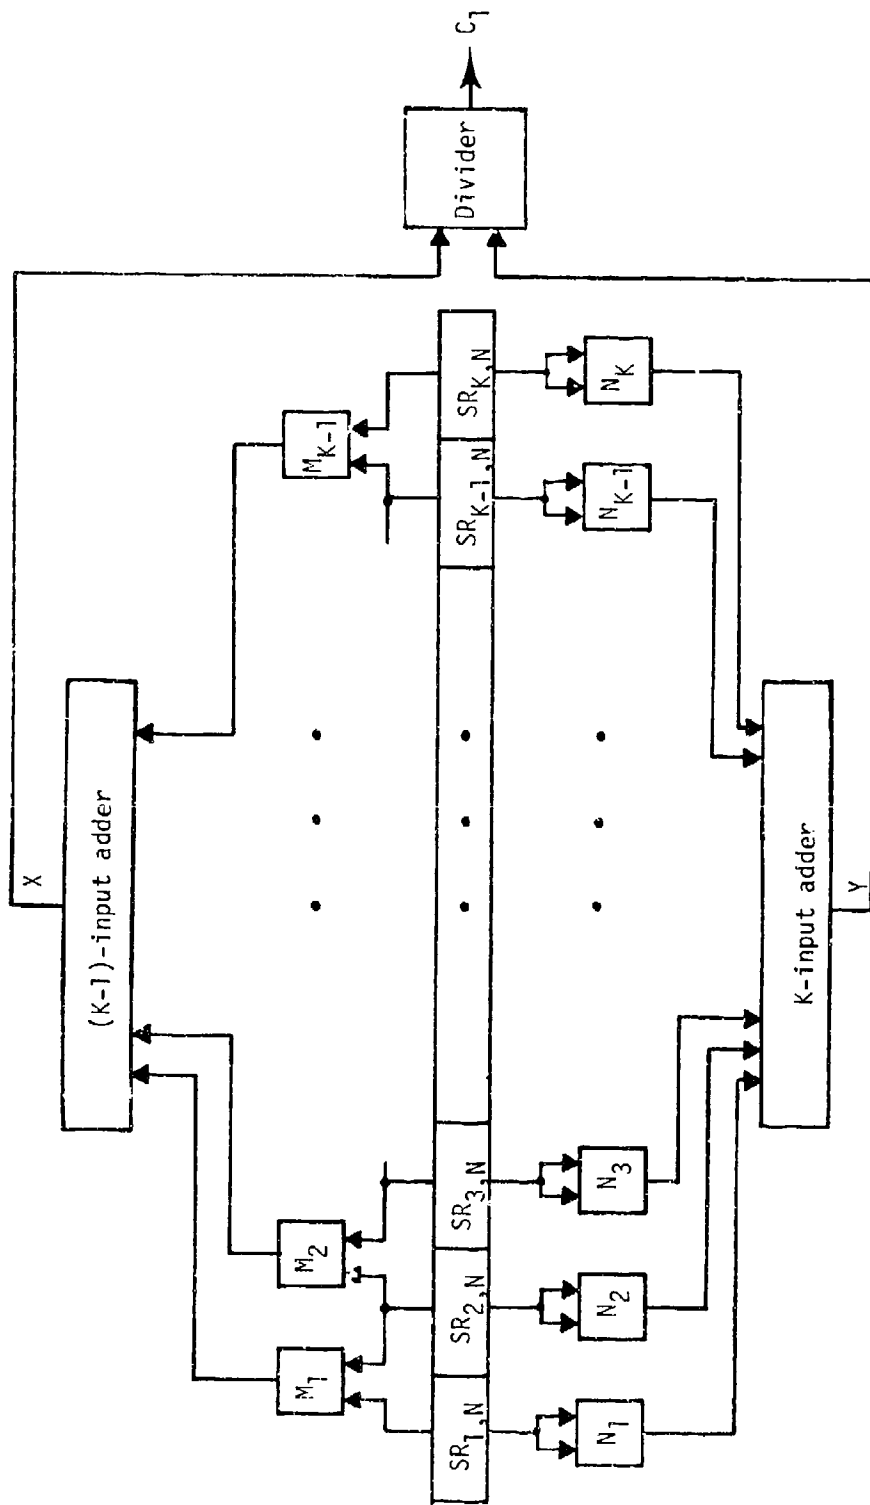 X
(K-1)-input adder
M1 M2 MK-1
SR1,N SR2,N SR3,N SRK-1,N SRK,N
N1 N2 N3 NK-1 NK
K-input adder
Y
Divider
C1